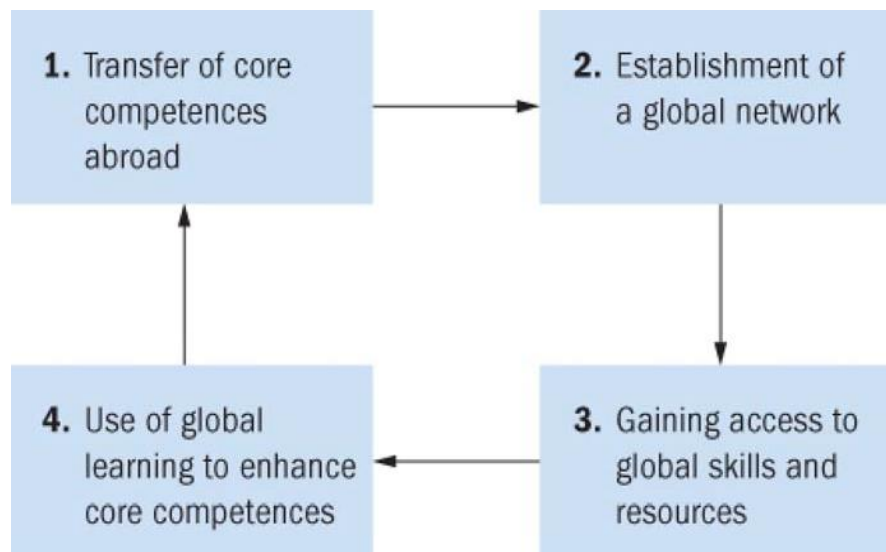 1. Transfer of core
competences
abroad
2. Establishment of
a global network
3. Gaining access to
global skills and
resources
4. Use of global
learning to enhance
core competences